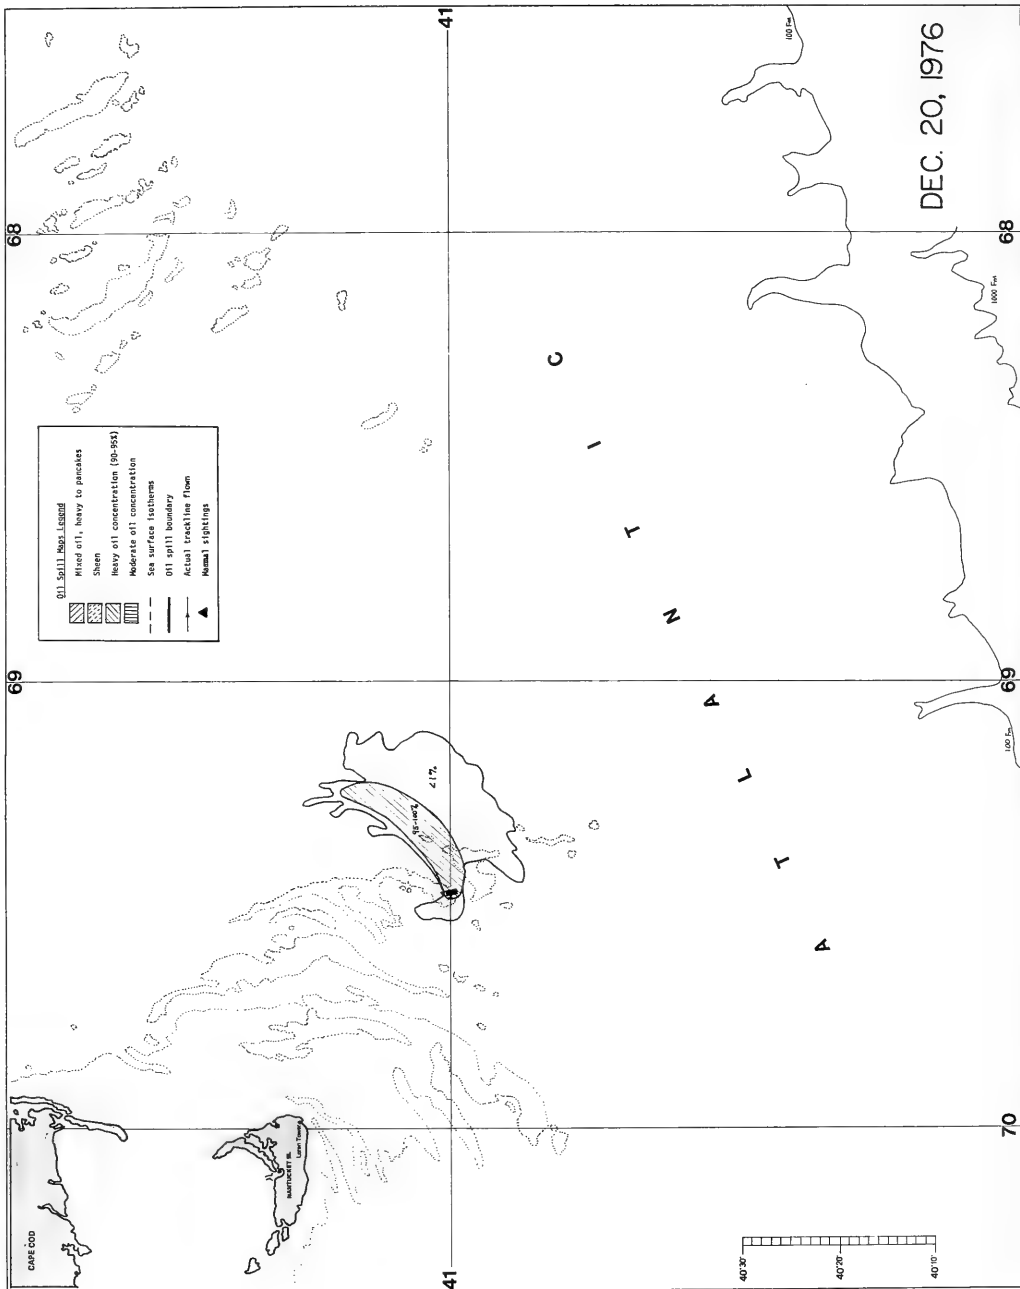 41
68
69
70
41
68
69
DEC. 20, 1976
Oil Spill Maps Legend
Mixed oil, heavy to pancakes
Sheen
Heavy oil concentration (90-95%)
Moderate oil concentration
Sea surface isotherms
Oil spill boundary
Actual trackline flown
Mammal sightings
CAPE COD
NANTUCKET IS.
Loran Tower
95-100%
<1%
ATLANTIC
100 Fm
1000 Fm
100 Fm
40°30'
40°20'
40°10'